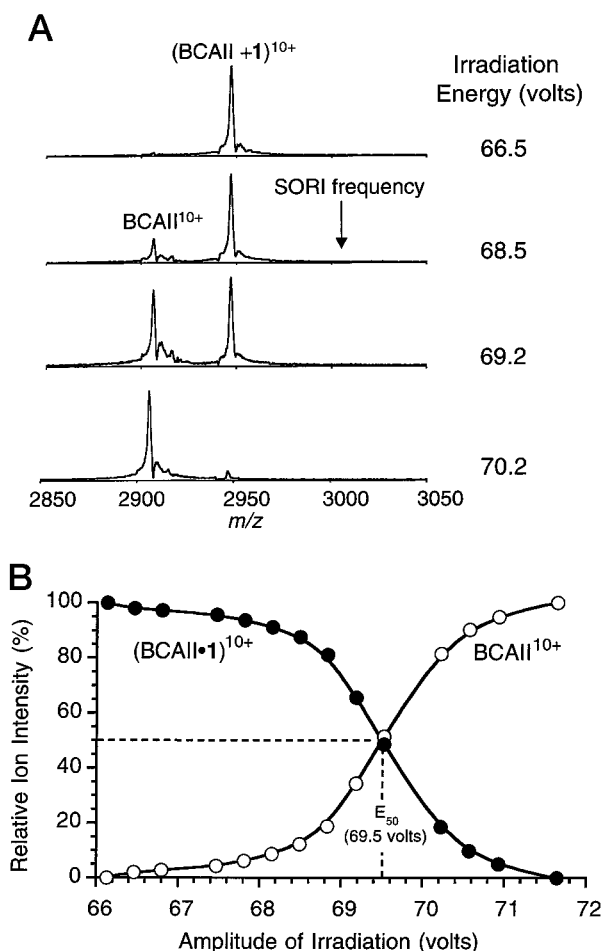 A
(BCAII +1)10+
Irradiation
Energy (volts)
66.5
SORI frequency
BCAII10+
68.5
69.2
70.2
2850 2900 2950 3000 3050
m/z
B
100
80
60
40
20
0
Relative Ion Intensity (%)
(BCAII•1)10+
BCAII10+
E50
(69.5 volts)
66 67 68 69 70 71 72
Amplitude of Irradiation (volts)